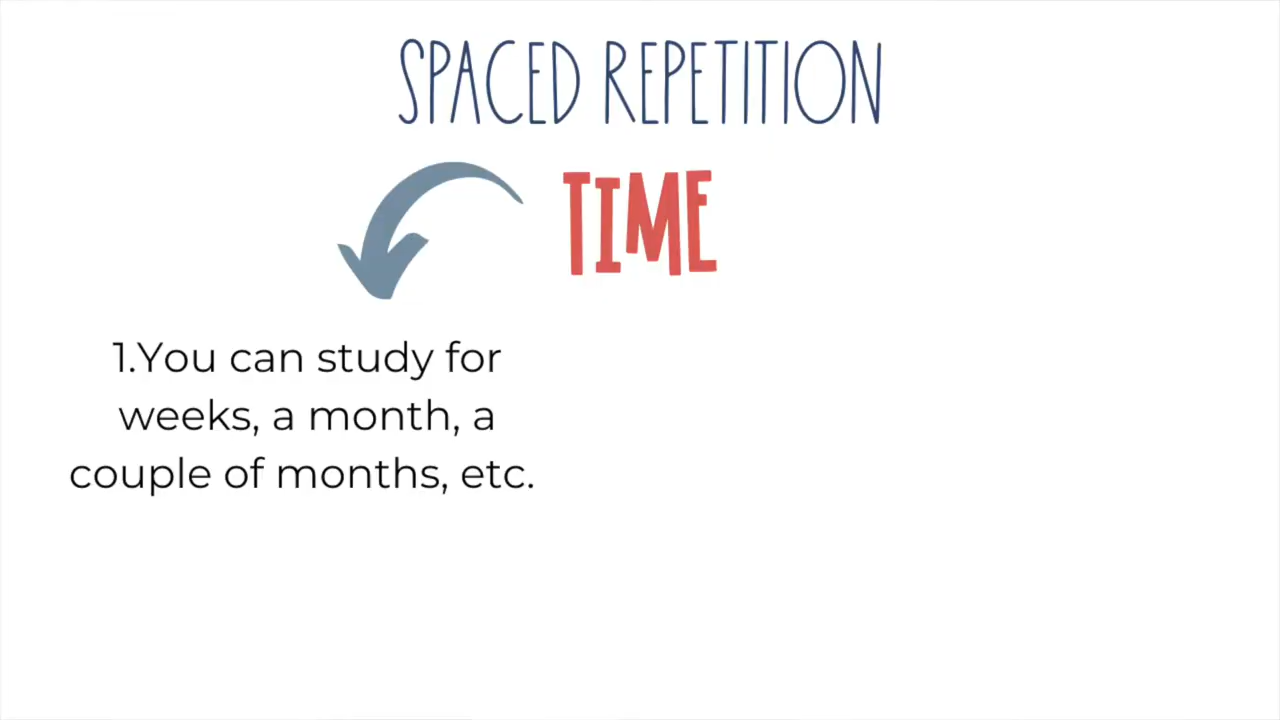 SPACED REPETITION
TIME
1.You can study for
weeks, a month, a
couple of months, etc.